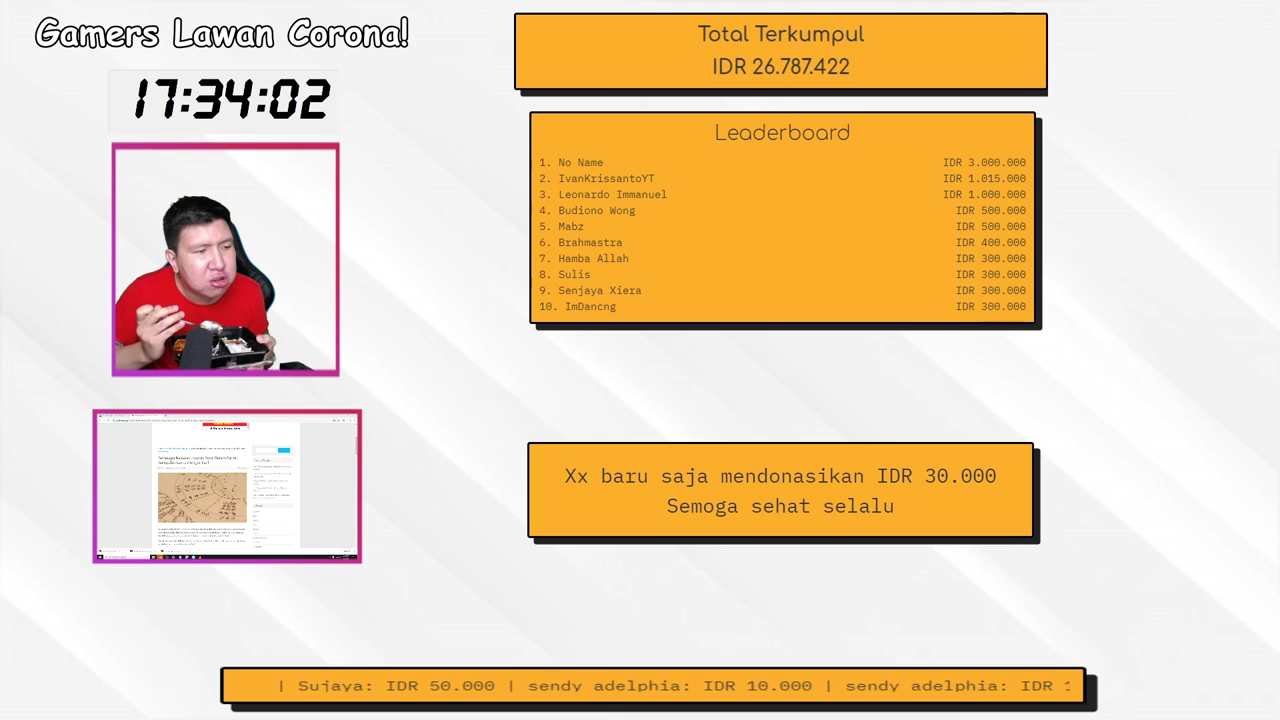 Gamers Lawan Corona!
17:34:02
Total Terkumpul
IDR 26.787.422
Leaderboard
1. No Name IDR 3.000.000
2. IvanKrissantoYT IDR 1.015.000
3. Leonardo Immanuel IDR 1.000.000
4. Budiono Wong IDR 500.000
5. Mabz IDR 500.000
6. Brahmastra IDR 400.000
7. Hamba Allah IDR 300.000
8. Sulis IDR 300.000
9. Senjaya Xiera IDR 300.000
10. ImDancng IDR 300.000
Xx baru saja mendonasikan IDR 30.000
Semoga sehat selalu
| Sujaya: IDR 50.000 | sendy adelphia: IDR 10.000 | sendy adelphia: IDR